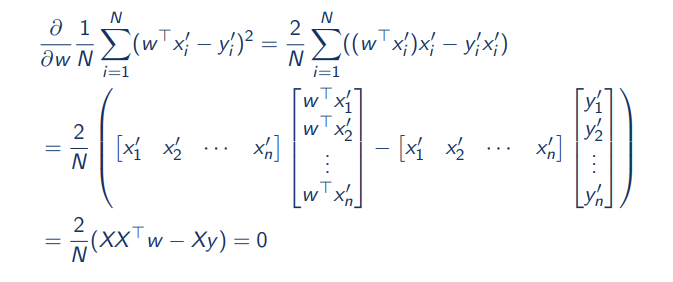 ∂/∂w 1/N ∑_{i=1}^{N} (w^⊤x′_i − y′_i)² = 2/N ∑_{i=1}^{N} ((w^⊤x′_i)x′_i − y′_ix′_i)
= 2/N ( [x′_1 x′_2 ⋯ x′_n] [w^⊤x′_1 w^⊤x′_2 ⋮ w^⊤x′_n] − [x′_1 x′_2 ⋯ x′_n] [y′_1 y′_2 ⋮ y′_n] )
= 2/N (XX^⊤w − Xy) = 0